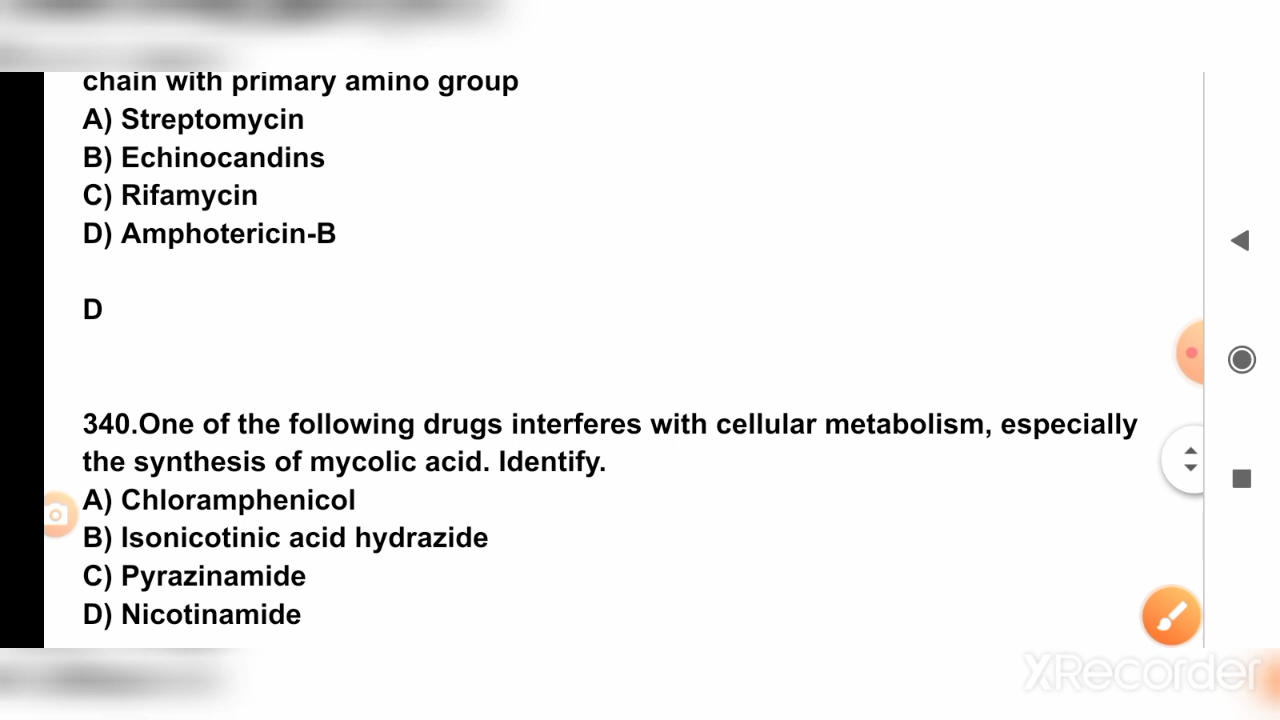 chain with primary amino group
A) Streptomycin
B) Echinocandins
C) Rifamycin
D) Amphotericin-B
D
340.One of the following drugs interferes with cellular metabolism, especially
the synthesis of mycolic acid. Identify.
A) Chloramphenicol
B) Isonicotinic acid hydrazide
C) Pyrazinamide
D) Nicotinamide
XRecorder